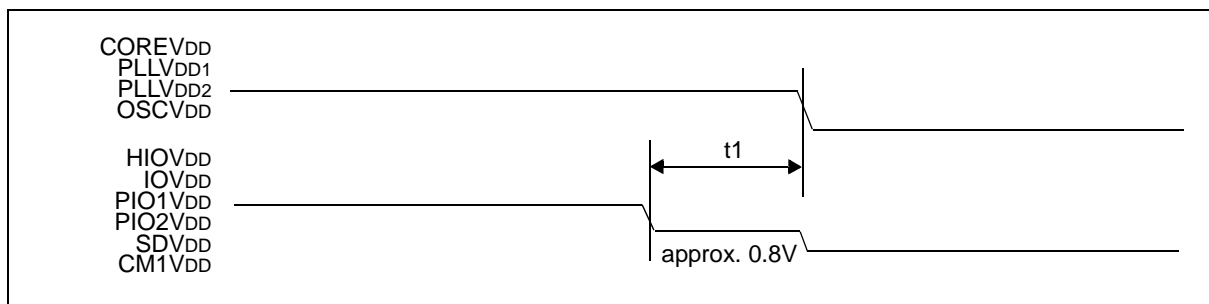 COREVDD
PLLVDD1
PLLVDD2
OSCVDD
t1
HIOVDD
IOVDD
PIO1VDD
PIO2VDD
SDVDD
CM1VDD
approx. 0.8V